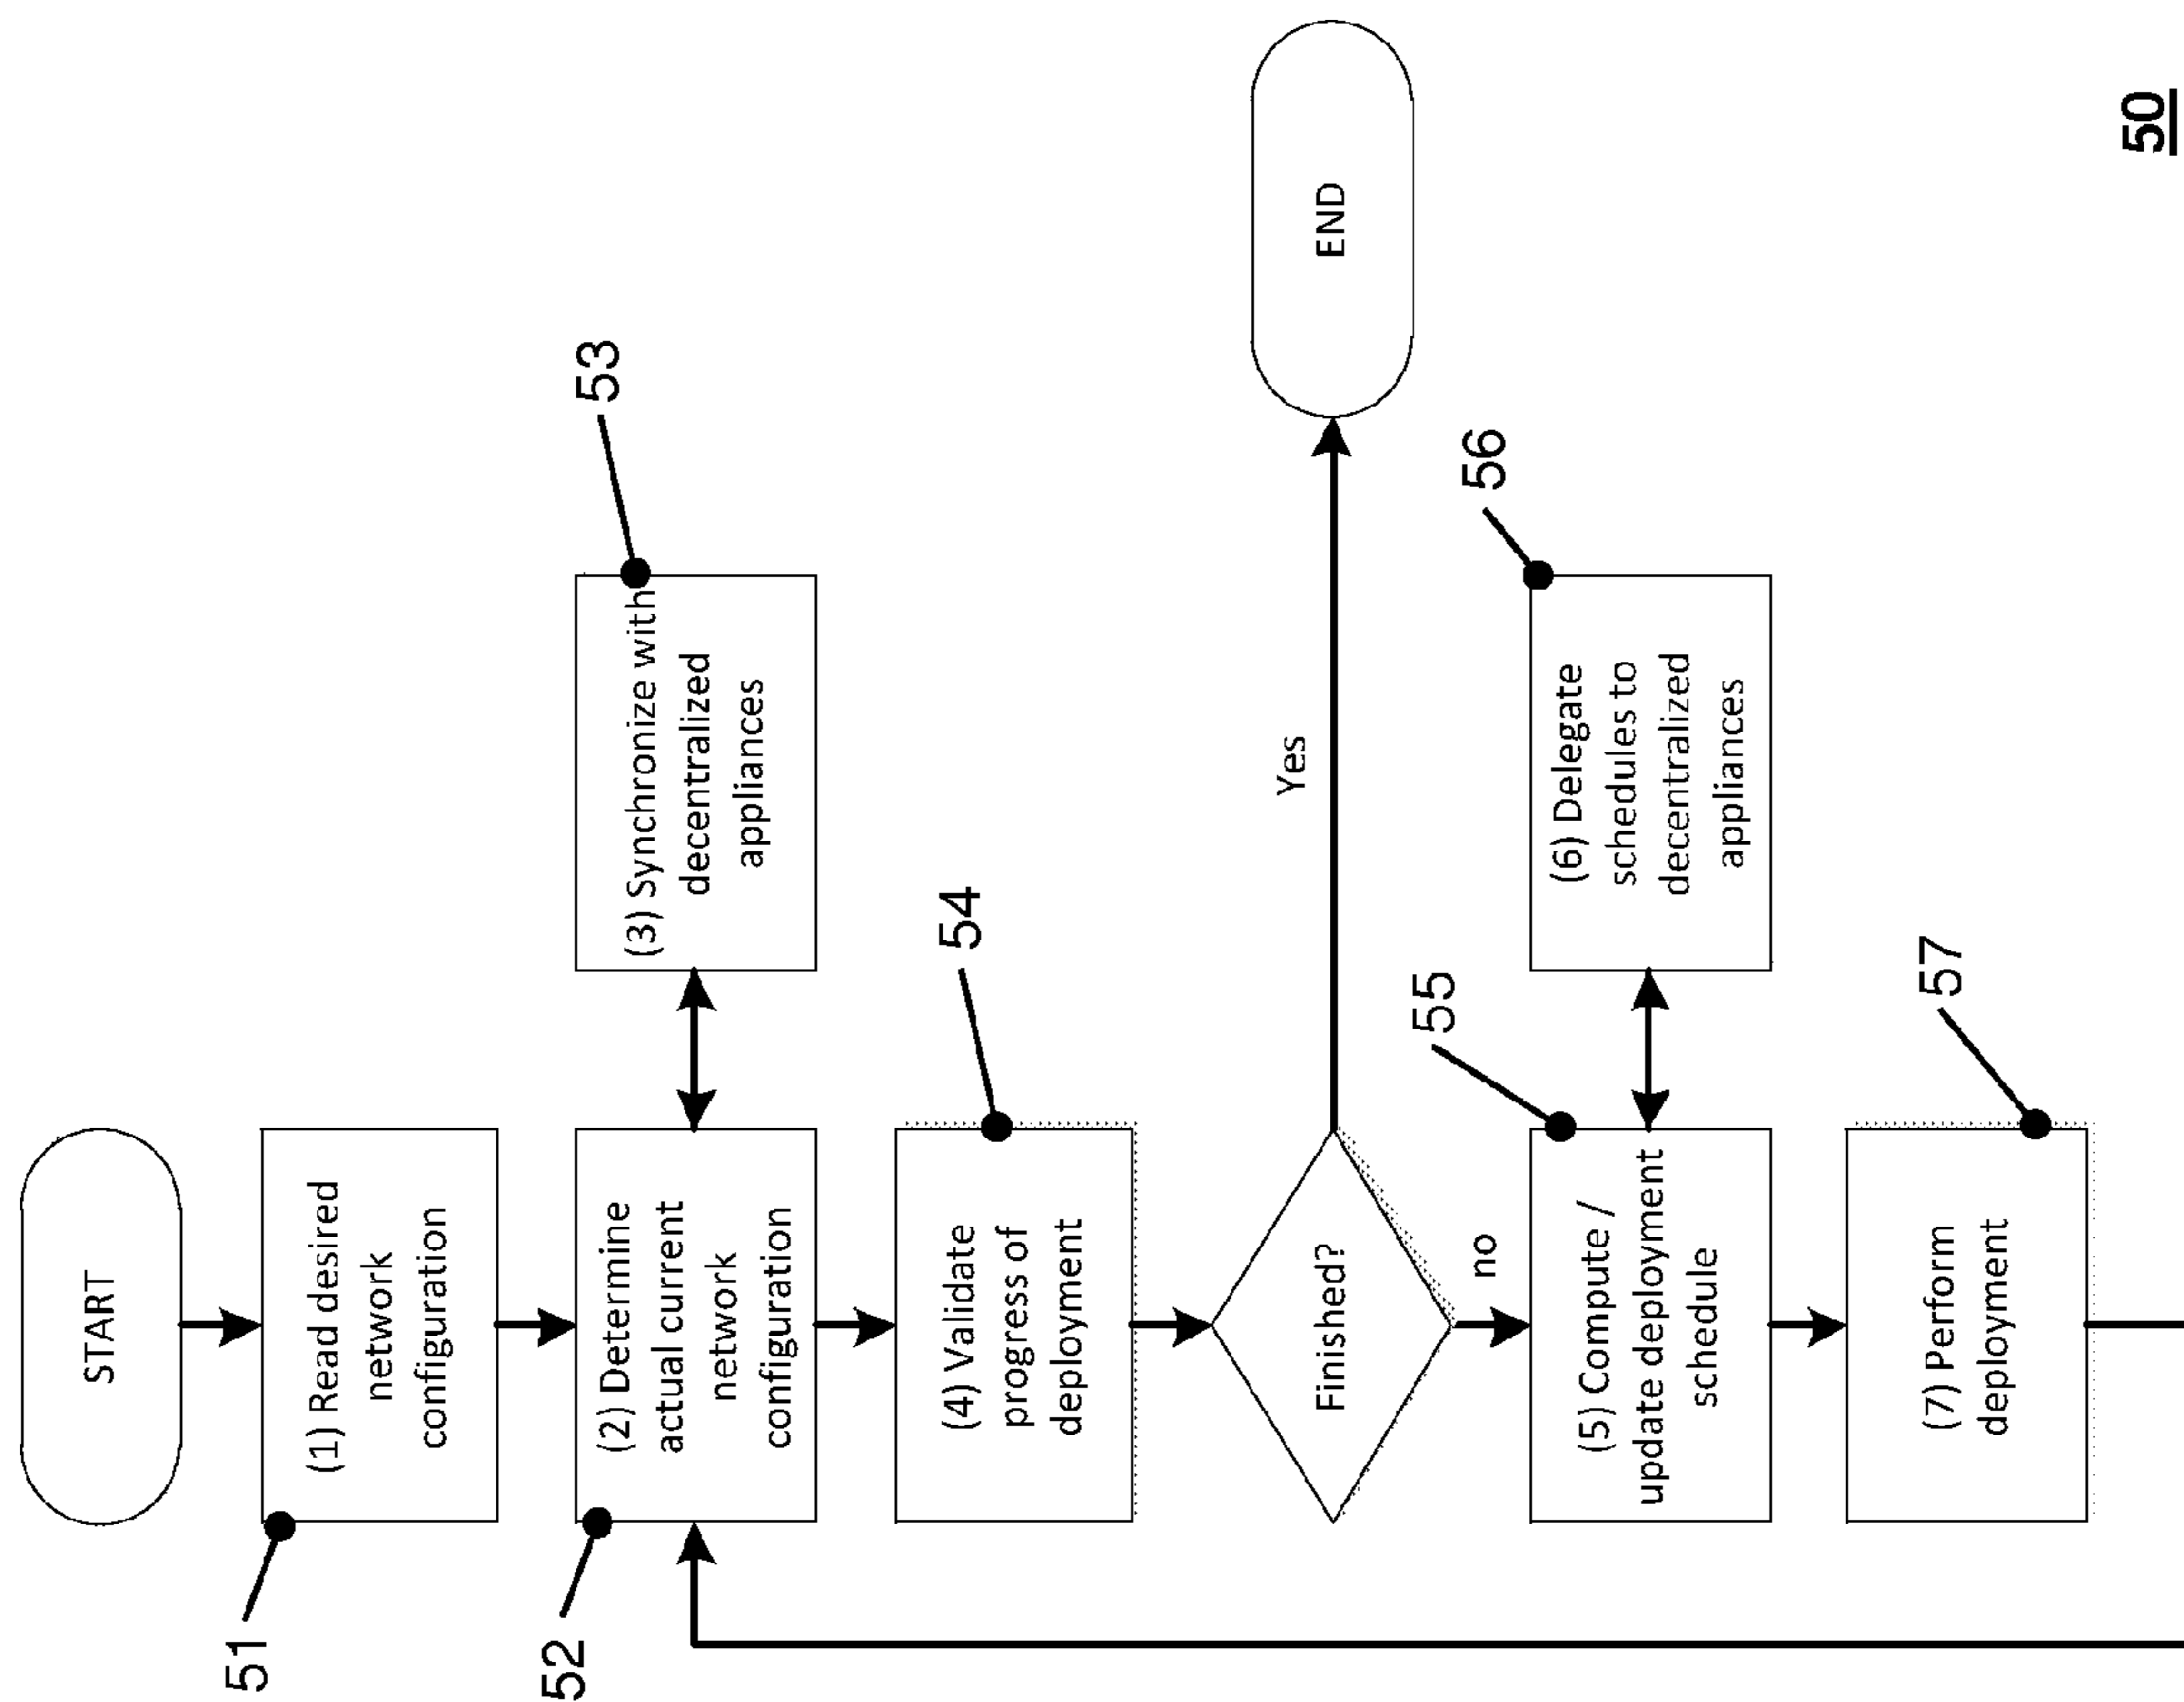 START
51
(1) Read desired
network
configuration
52
(2) Determine
actual current
network
configuration
53
(3) Synchronize with
decentralized
appliances
54
(4) Validate
progress of
deployment
Finished?
Yes
END
no
55
(5) Compute /
update deployment
schedule
56
(6) Delegate
schedules to
decentralized
appliances
57
(7) Perform
deployment
50